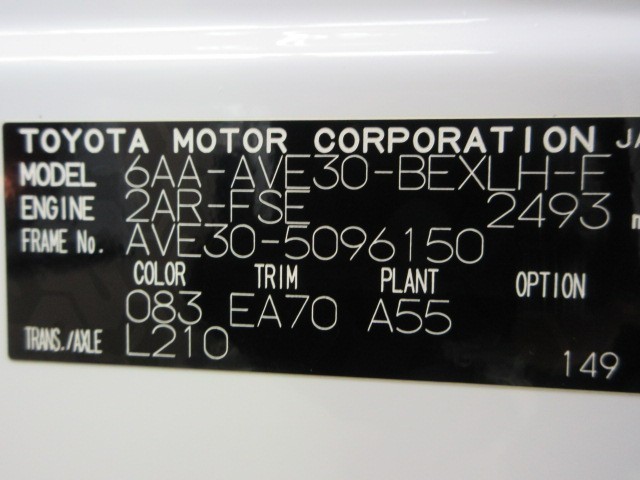 TOYOTA MOTOR CORPORATION JA
MODEL 6AA-AVE30-BEXLH-F
ENGINE 2AR-FSE 2493 m
FRAME No. AVE30-5096150
COLOR TRIM PLANT OPTION
083 EA70 A55
TRANS./AXLE L210
149